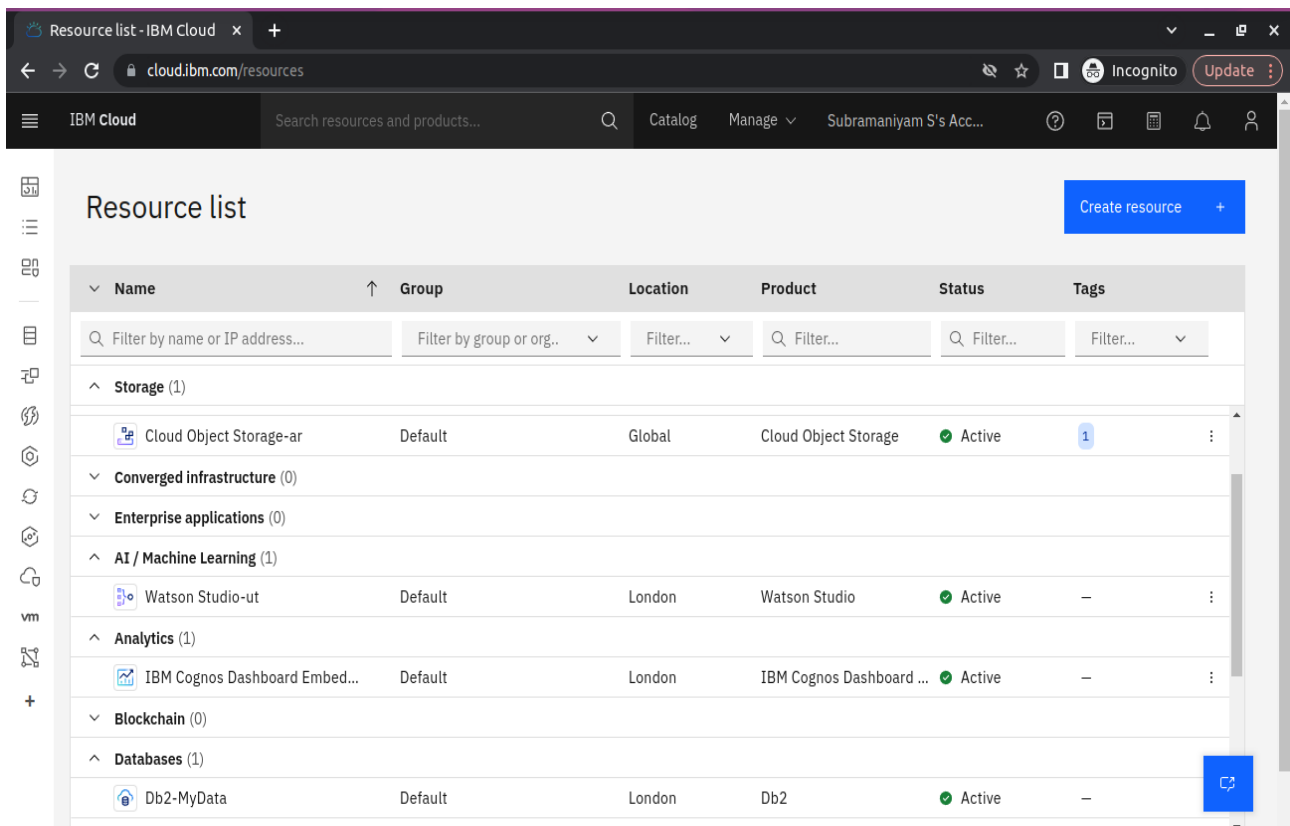 Resource list - IBM Cloud
cloud.ibm.com/resources
Incognito
Update
IBM Cloud
Search resources and products...
Catalog
Manage
Subramaniyam S's Acc...
Resource list
Create resource +
Name Group Location Product Status Tags
Filter by name or IP address... Filter by group or org.. Filter... Filter... Filter... Filter...
Storage (1)
Cloud Object Storage-ar Default Global Cloud Object Storage Active 1
Converged infrastructure (0)
Enterprise applications (0)
AI / Machine Learning (1)
Watson Studio-ut Default London Watson Studio Active –
Analytics (1)
IBM Cognos Dashboard Embed... Default London IBM Cognos Dashboard ... Active –
Blockchain (0)
vm
Databases (1)
Db2-MyData Default London Db2 Active –